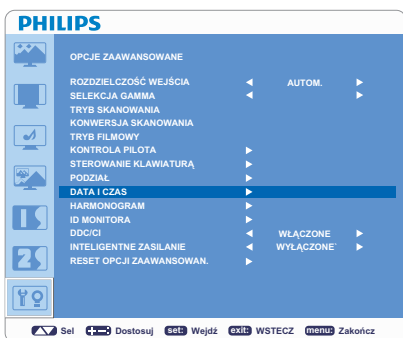 PHILIPS
OPCJE ZAAWANSOWANE
ROZDZIELCZOŚĆ WEJŚCIA AUTOM.
SELEKCJA GAMMA
TRYB SKANOWANIA
KONWERSJA SKANOWANIA
TRYB FILMOWY
KONTROLA PILOTA
STEROWANIE KLAWIATURĄ
PODZIAŁ
DATA I CZAS
HARMONOGRAM
ID MONITORA
DDC/CI WŁĄCZONE
INTELIGENTNE ZASILANIE WYŁĄCZONE`
RESET OPCJI ZAAWANSOWAN.
Sel Dostosuj set: Wejdź exit: WSTECZ menu: Zakończ